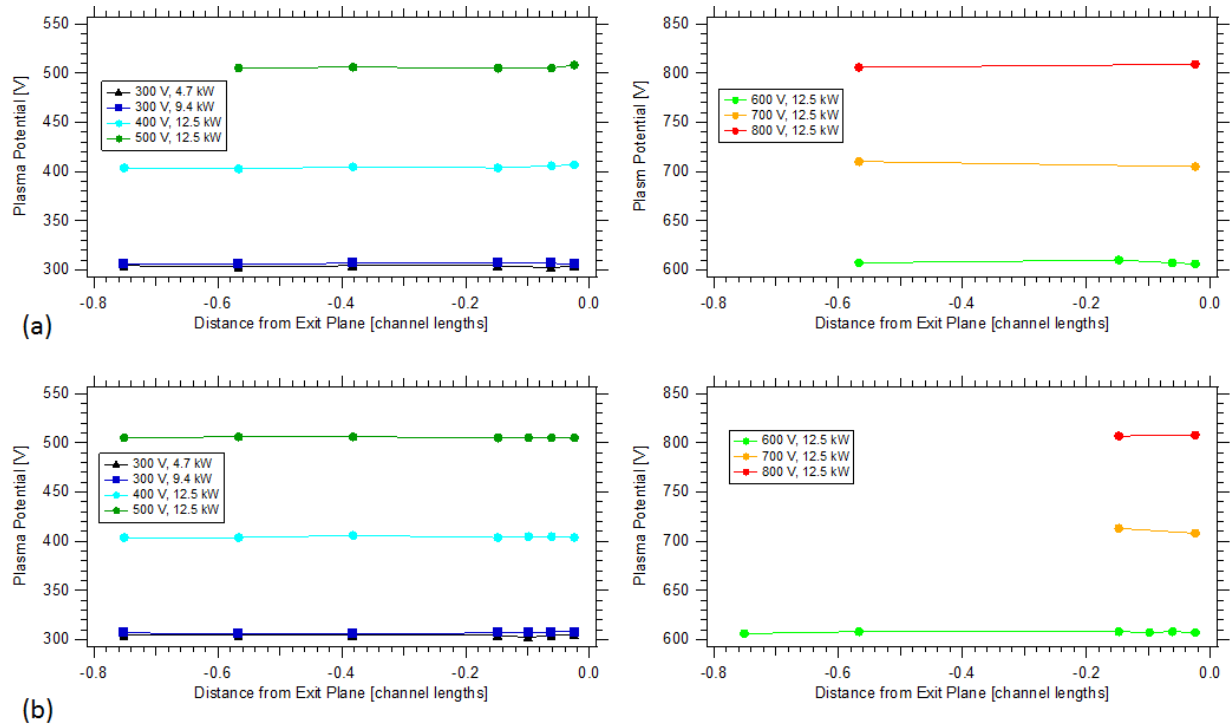 550
500
450
400
350
300
Plasma Potential [V]
300 V, 4.7 kW
300 V, 9.4 kW
400 V, 12.5 kW
500 V, 12.5 kW
-0.8
-0.6
-0.4
-0.2
0.0
Distance from Exit Plane [channel lengths]
850
800
750
700
650
600
Plasm Potential [V]
600 V, 12.5 kW
700 V, 12.5 kW
800 V, 12.5 kW
-0.8
-0.6
-0.4
-0.2
0.0
Distance from Exit Plane [channel lengths]
(a)
550
500
450
400
350
300
Plasma Potential [V]
300 V, 4.7 kW
300 V, 9.4 kW
400 V, 12.5 kW
500 V, 12.5 kW
-0.8
-0.6
-0.4
-0.2
0.0
Distance from Exit Plane [channel lengths]
850
800
750
700
650
600
Plasma Potential [V]
600 V, 12.5 kW
700 V, 12.5 kW
800 V, 12.5 kW
-0.8
-0.6
-0.4
-0.2
0.0
Distance from Exit Plane [channel lengths]
(b)